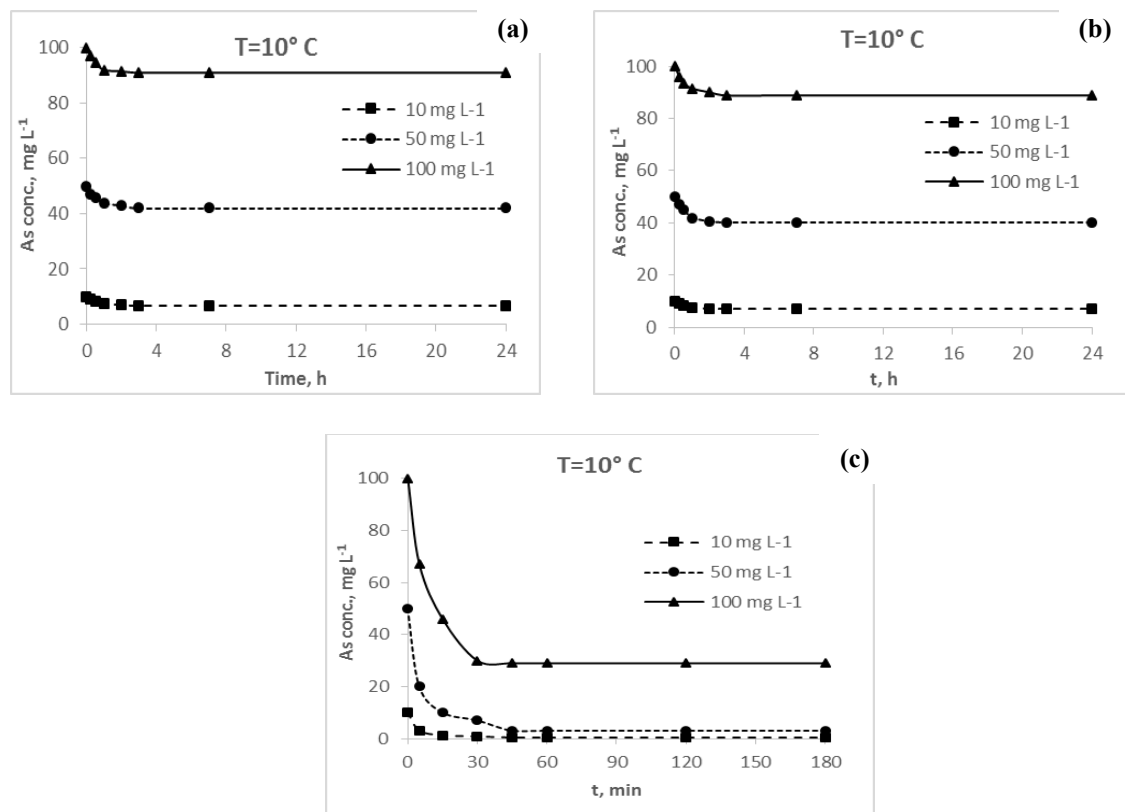 T=10° C
(a)
As conc., mg L-1
100
80
60
40
20
0
10 mg L-1
50 mg L-1
100 mg L-1
0 4 8 12 16 20 24
Time, h
T=10° C
(b)
As conc., mg L-1
100
80
60
40
20
0
10 mg L-1
50 mg L-1
100 mg L-1
0 4 8 12 16 20 24
t, h
T=10° C
(c)
As conc., mg L-1
100
80
60
40
20
0
10 mg L-1
50 mg L-1
100 mg L-1
0 30 60 90 120 150 180
t, min